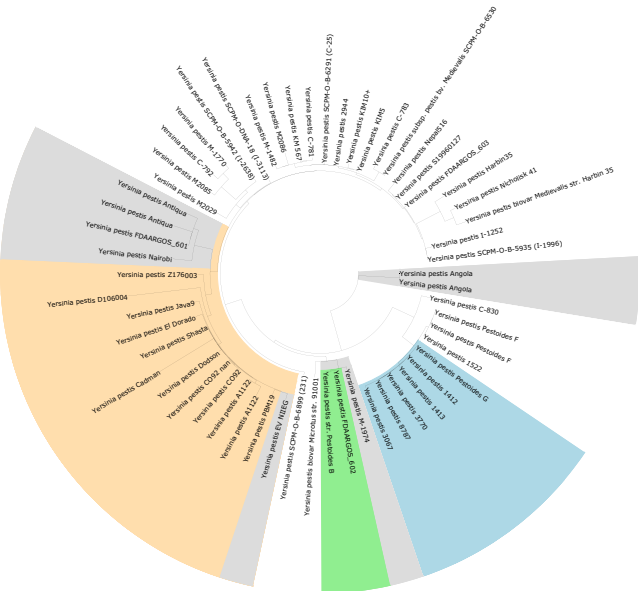 Yersinia pestis SCPM-O-B-6291 (C-25)
Yersinia pestis 2944
Yersinia pestis KIM10+
Yersinia pestis KIM5
Yersinia pestis C-783
Yersinia pestis subsp. pestis bv. Medievalis SCPM-O-B-6530
Yersinia pestis Nepal516
Yersinia pestis S19960127
Yersinia pestis FDAARGOS_603
Yersinia pestis Harbin35
Yersinia pestis Nicholisk 41
Yersinia pestis biovar Medievalis str. Harbin 35
Yersinia pestis I-1252
Yersinia pestis SCPM-O-B-5935 (I-1996)
Yersinia pestis Angola
Yersinia pestis Angola
Yersinia pestis C-830
Yersinia pestis Pestoides F
Yersinia pestis Pestoides F
Yersinia pestis 1522
Yersinia pestis Pestoides G
Yersinia pestis 1412
Yersinia pestis 1413
Yersinia pestis 3770
Yersinia pestis 8787
Yersinia pestis 3067
Yersinia pestis M-1974
Yersinia pestis FDAARGOS_602
Yersinia pestis str. Pestoides B
Yersinia pestis biovar Microtus str. 91001
Yersinia pestis SCPM-O-B-6899 (231)
Yersinia pestis EV NIIEG
Yersinia pestis PBM19
Yersinia pestis A1122
Yersinia pestis A1122
Yersinia pestis CO92
Yersinia pestis CO92 nan
Yersinia pestis Dodson
Yersinia pestis Cadman
Yersinia pestis Shasta
Yersinia pestis El Dorado
Yersinia pestis Java9
Yersinia pestis D106004
Yersinia pestis Z176003
Yersinia pestis Nairobi
Yersinia pestis FDAARGOS_601
Yersinia pestis Antiqua
Yersinia pestis Antiqua
Yersinia pestis M2029
Yersinia pestis M2085
Yersinia pestis C-792
Yersinia pestis M-1770
Yersinia pestis SCPM-O-B-5942 (I-2638)
Yersinia pestis SCPM-O-DNA-18 (I-3113)
Yersinia pestis M-1482
Yersinia pestis M2086
Yersinia pestis KM 567
Yersinia pestis C-781